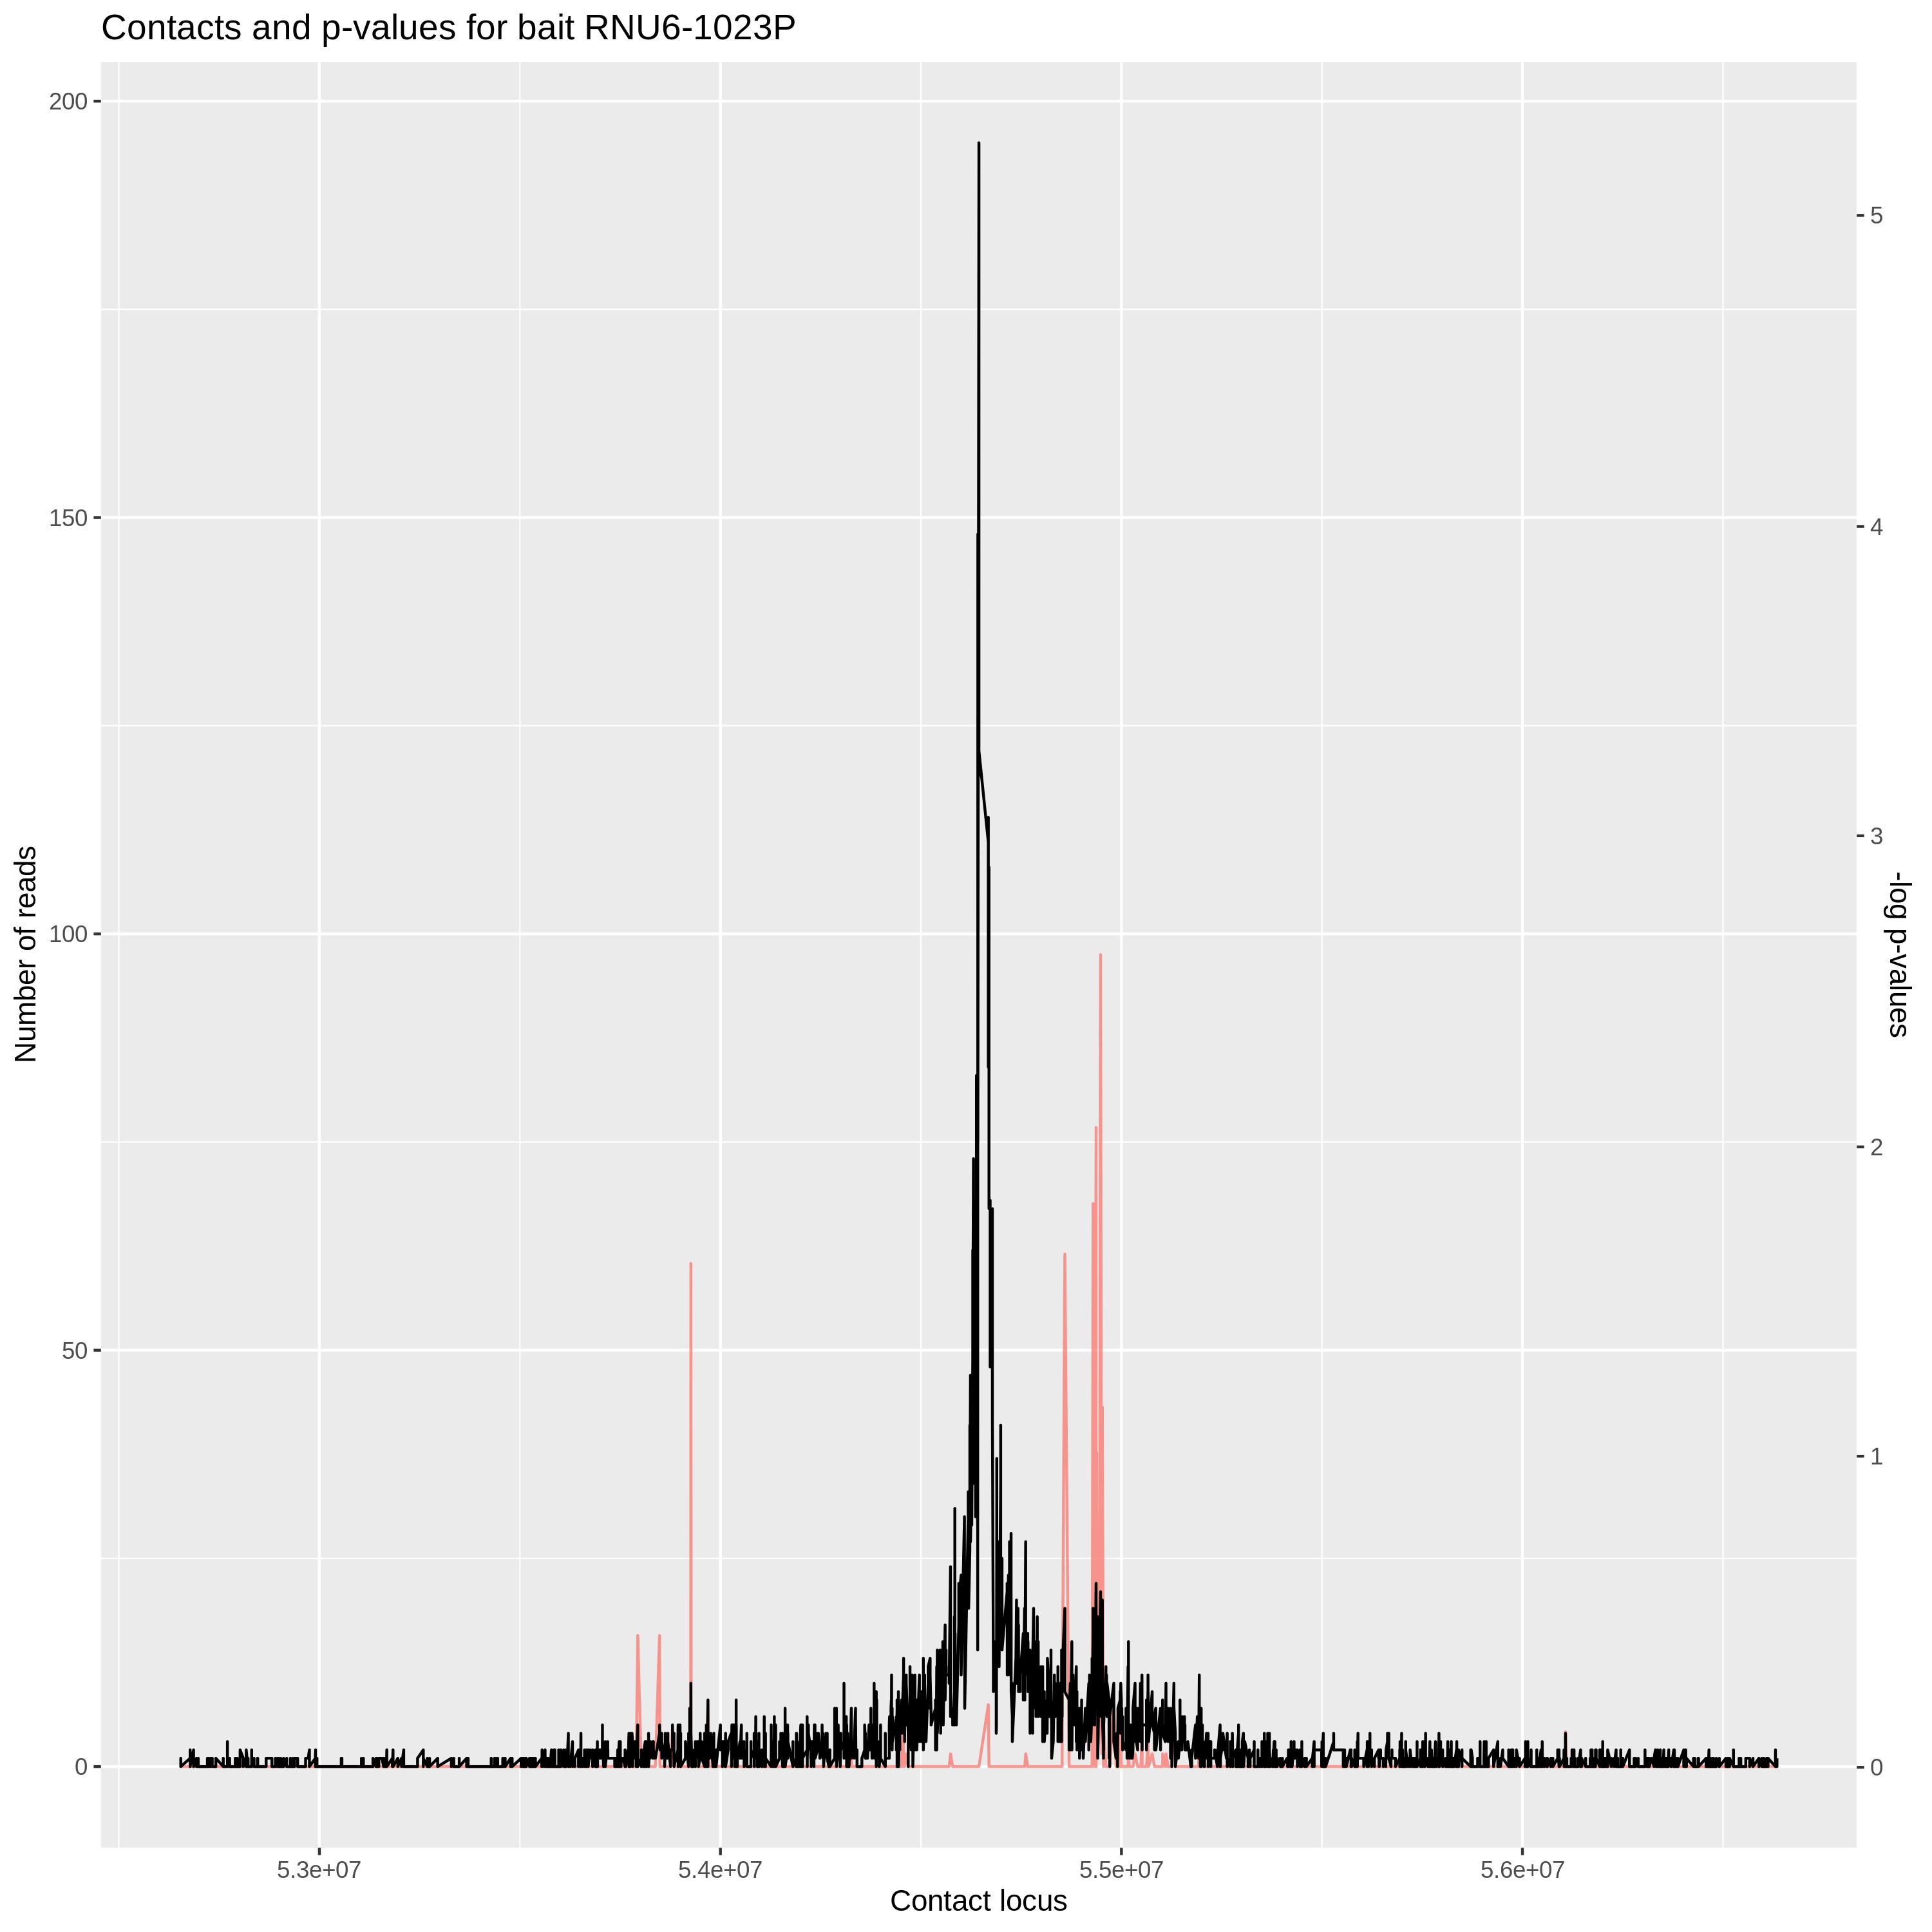 Contacts and p-values for bait RNU6-1023P
200
150
100
50
0
Number of reads
5
4
3
2
1
0
-log p-values
5.3e+07
5.4e+07
5.5e+07
5.6e+07
Contact locus